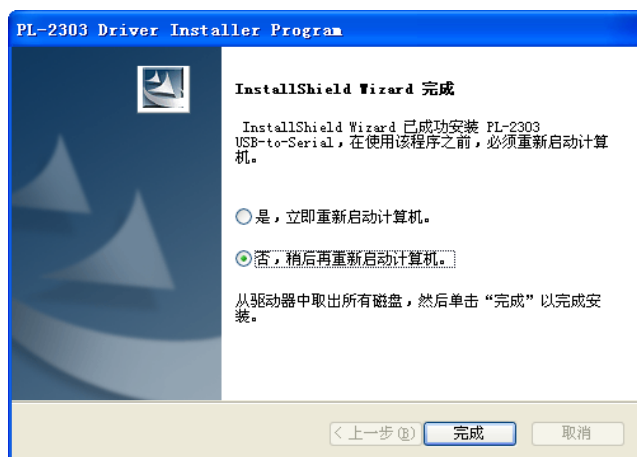 PL-2303 Driver Installer Program
InstallShield Wizard 完成
InstallShield Wizard 已成功安装 PL-2303
USB-to-Serial，在使用该程序之前，必须重新启动计算
机。
是，立即重新启动计算机。
否，稍后再重新启动计算机。
从驱动器中取出所有磁盘，然后单击“完成”以完成安
装。
< 上一步(B)
完成
取消